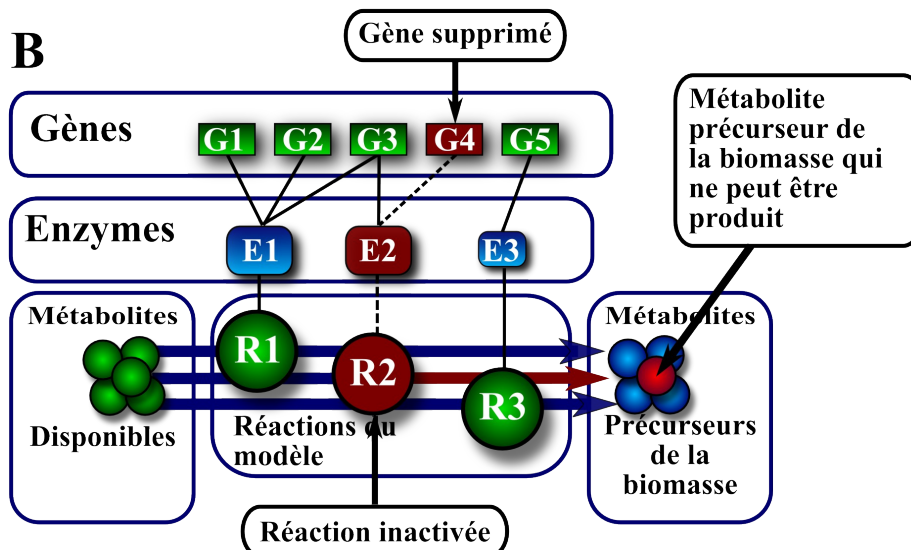 B
Gène supprimé
Gènes
G1 G2 G3 G4 G5
Métabolite
précurseur de
la biomasse qui
ne peut être
produit
Enzymes
E1 E2 E3
Métabolites
Disponibles
R1 R2 R3
Réactions du
modèle
Métabolites
Précurseurs
de la
biomasse
Réaction inactivée